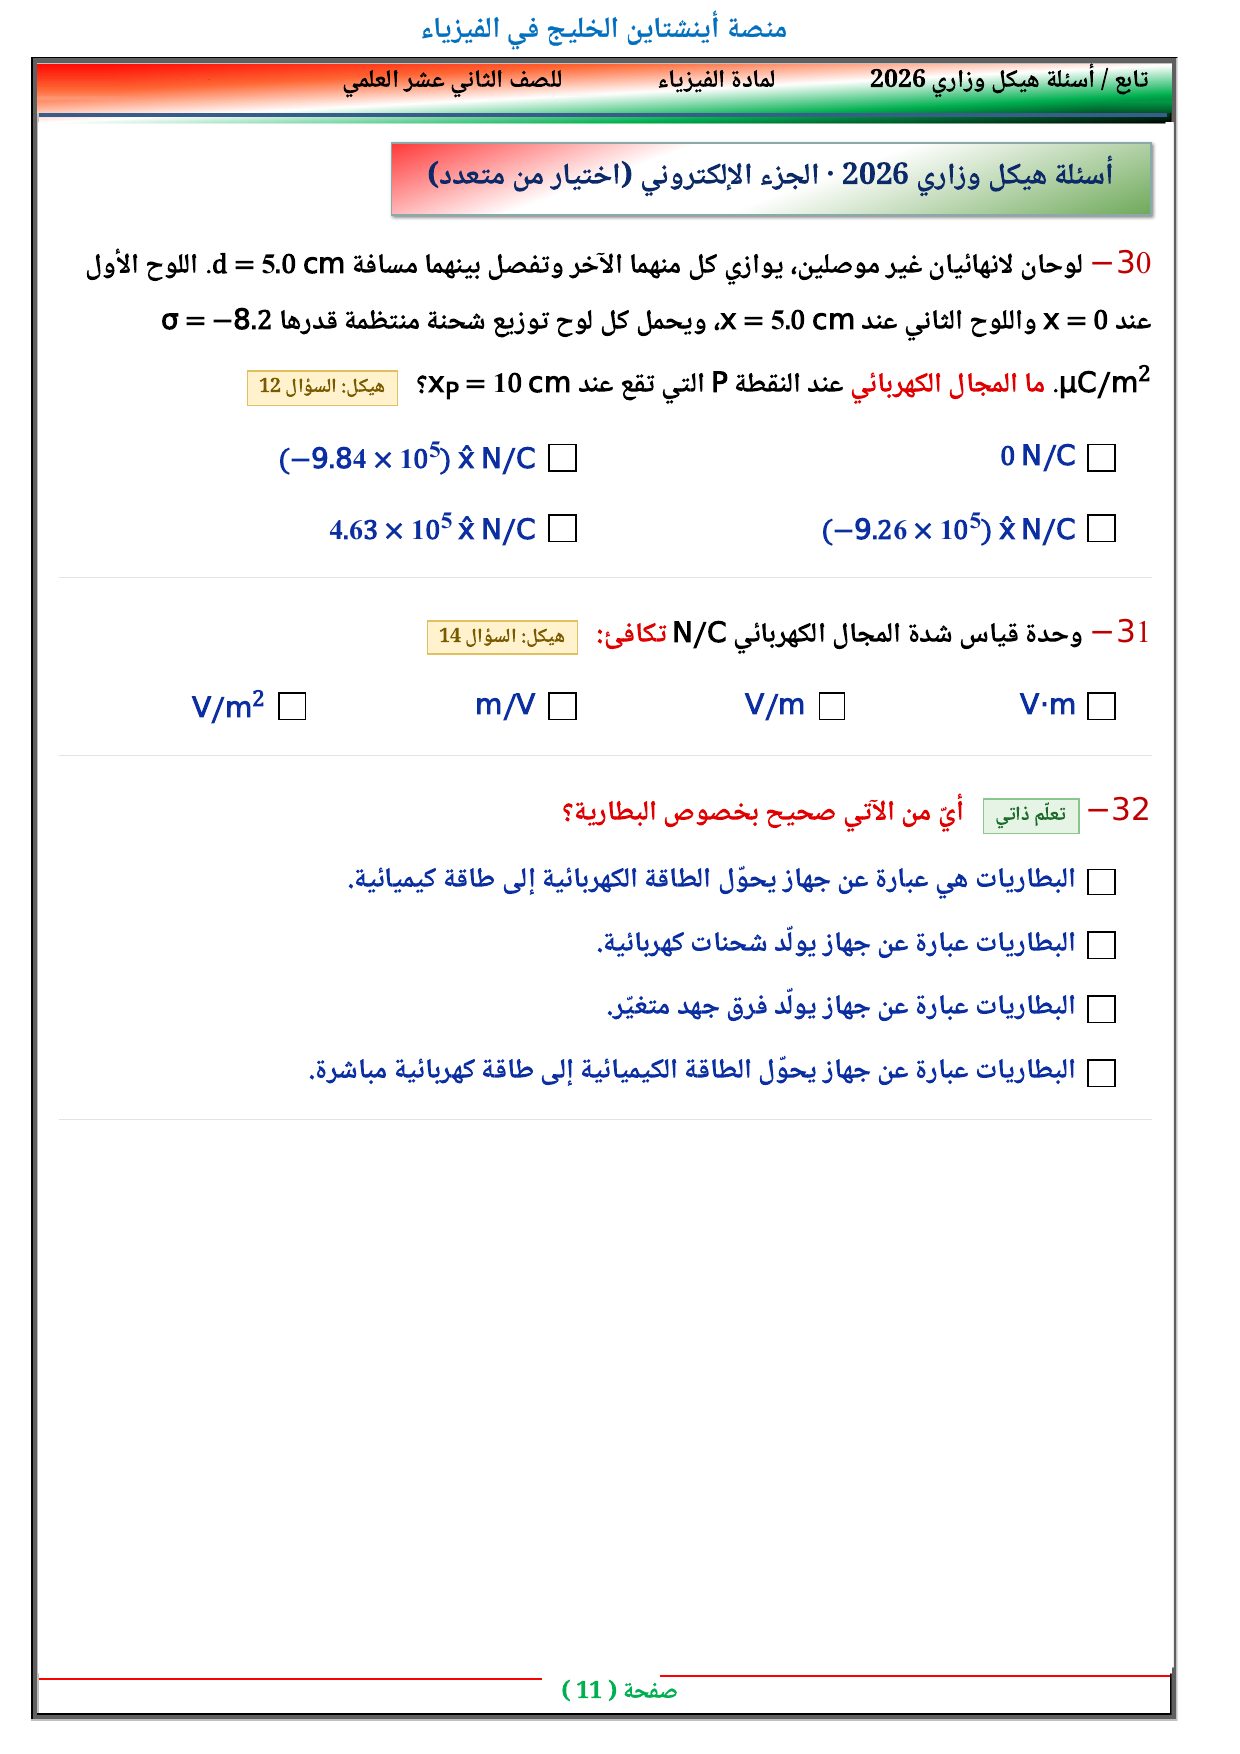 منصة أينشتاين الخليج في الفيزياء
تابع / أسئلة هيكل وزاري 2026 لمادة الفيزياء للصف الثاني عشر العلمي
أسئلة هيكل وزاري 2026 · الجزء الإلكتروني (اختيار من متعدد)
30− لوحان لانهائيان غير موصلين، يوازي كل منهما الآخر وتفصل بينهما مسافة d = 5.0 cm. اللوح الأول
عند x = 0 واللوح الثاني عند x = 5.0 cm، ويحمل كل لوح توزيع شحنة منتظمة قدرها σ = −8.2
μC/m². ما المجال الكهربائي عند النقطة P التي تقع عند xP = 10 cm؟ هيكل: السؤال 12
0 N/C
(−9.84 × 10⁵) x̂ N/C
(−9.26 × 10⁵) x̂ N/C
4.63 × 10⁵ x̂ N/C
31− وحدة قياس شدة المجال الكهربائي N/C تكافئ: هيكل: السؤال 14
V·m
V/m
m/V
V/m²
32− تعلّم ذاتي أيّ من الآتي صحيح بخصوص البطارية؟
البطاريات هي عبارة عن جهاز يحوّل الطاقة الكهربائية إلى طاقة كيميائية.
البطاريات عبارة عن جهاز يولّد شحنات كهربائية.
البطاريات عبارة عن جهاز يولّد فرق جهد متغيّر.
البطاريات عبارة عن جهاز يحوّل الطاقة الكيميائية إلى طاقة كهربائية مباشرة.
صفحة ( 11 )